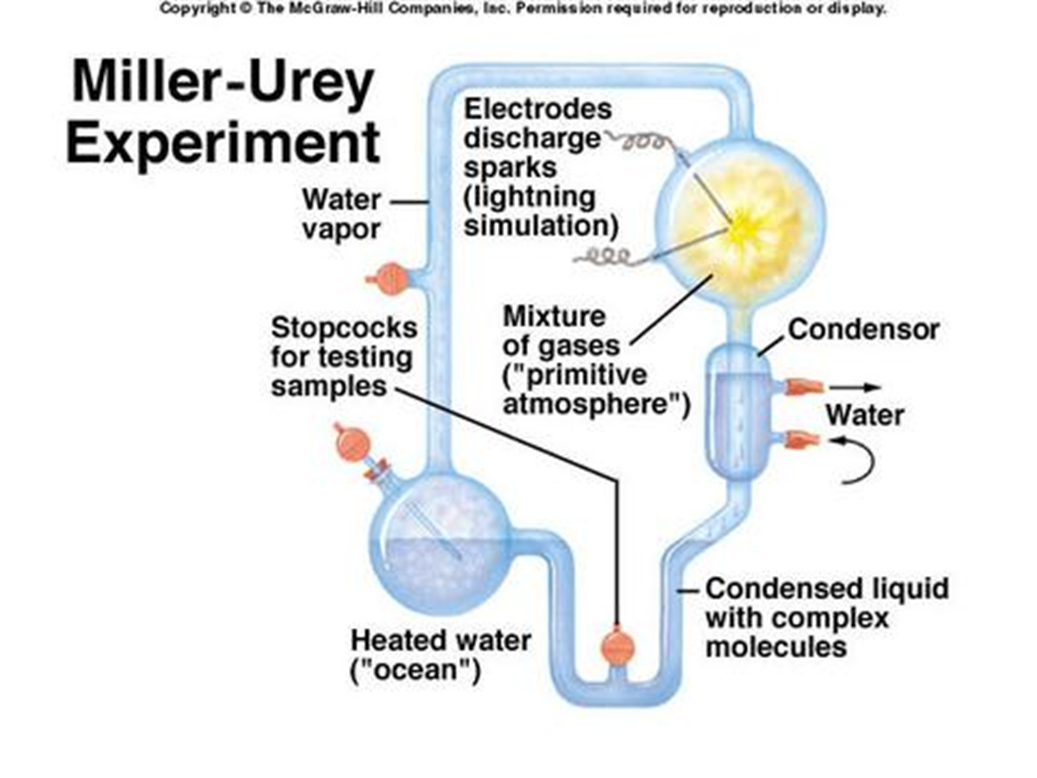 Copyright © The McGraw-Hill Companies, Inc. Permission required for reproduction or display.
Miller-Urey
Experiment
Electrodes
discharge
sparks
(lightning
simulation)
Water
vapor
Stopcocks
for testing
samples
Mixture
of gases
("primitive
atmosphere")
Condensor
Water
Heated water
("ocean")
Condensed liquid
with complex
molecules